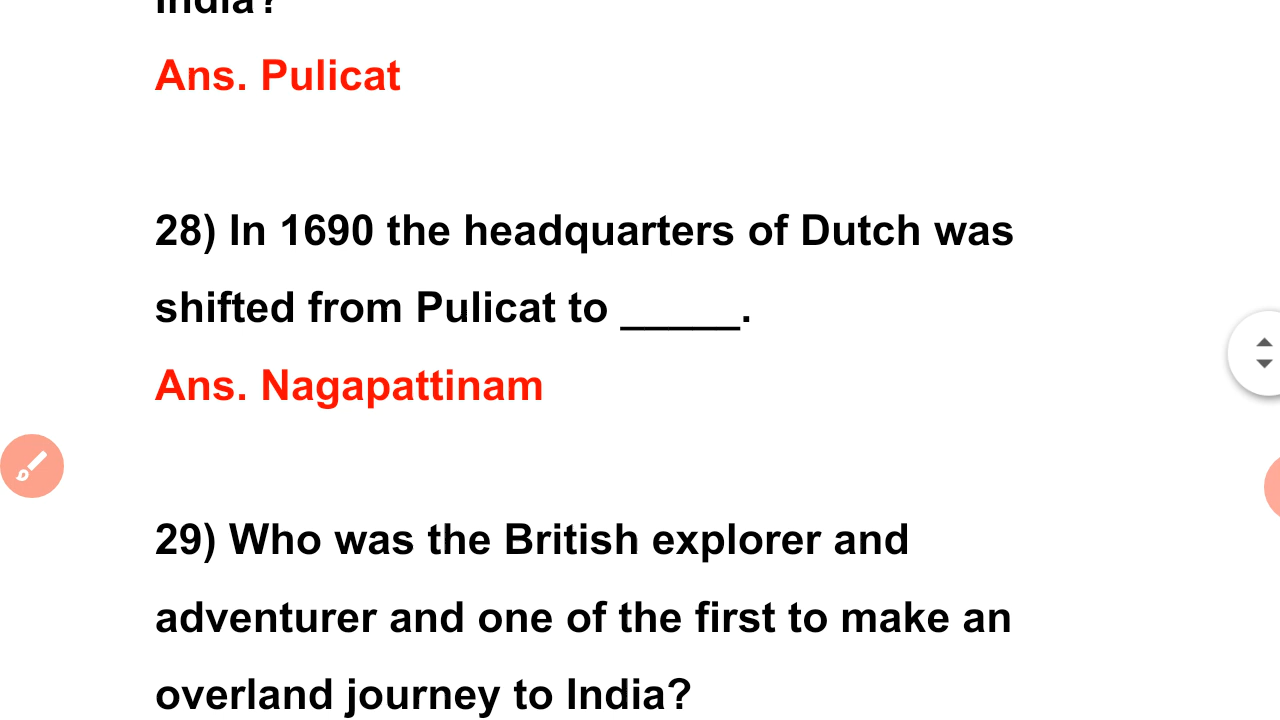 India?
Ans. Pulicat
28) In 1690 the headquarters of Dutch was
shifted from Pulicat to _____.
Ans. Nagapattinam
29) Who was the British explorer and
adventurer and one of the first to make an
overland journey to India?